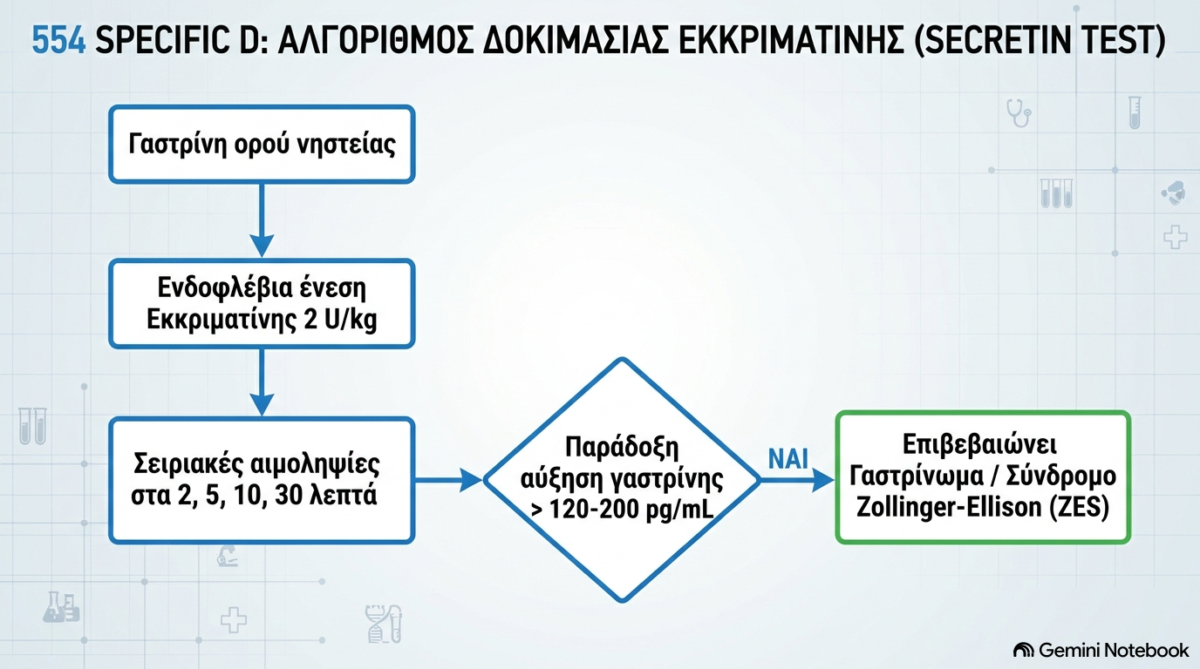 554 SPECIFIC D: ΑΛΓΟΡΙΘΜΟΣ ΔΟΚΙΜΑΣΙΑΣ ΕΚΚΡΙΜΑΤΙΝΗΣ (SECRETIN TEST)
Γαστρίνη ορού νηστείας
Ενδοφλέβια ένεση
Εκκριματίνης 2 U/kg
Σειριακές αιμοληψίες
στα 2, 5, 10, 30 λεπτά
Παράδοξη
αύξηση γαστρίνης
> 120-200 pg/mL
ΝΑΙ
Επιβεβαιώνει
Γαστρίνωμα / Σύνδρομο
Zollinger-Ellison (ZES)
Gemini Notebook